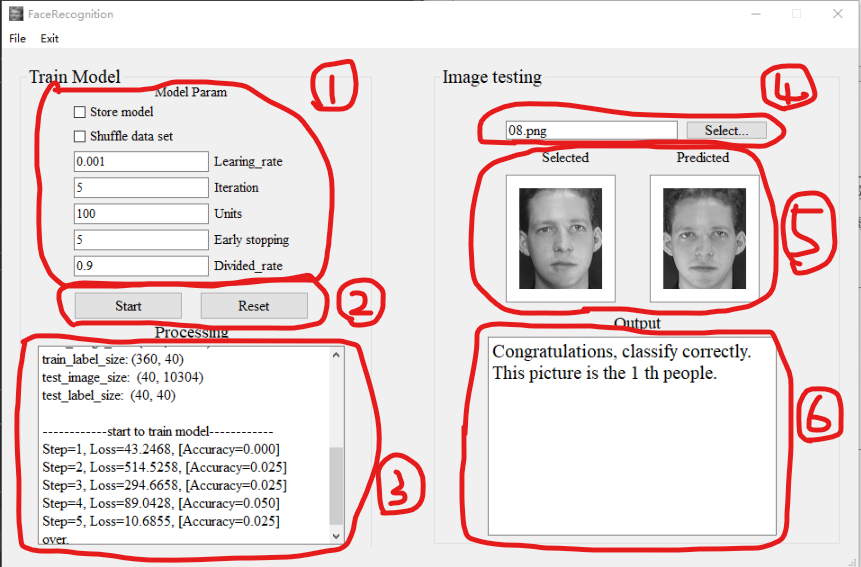 FaceRecognition
File Exit
Train Model
Model Param
Store model
Shuffle data set
0.001 Learing_rate
5 Iteration
100 Units
5 Early stopping
0.9 Divided_rate
1
Start Reset
2
Processing
train_label_size: (360, 40)
test_image_size: (40, 10304)
test_label_size: (40, 40)
------------start to train model------------
Step=1, Loss=43.2468, [Accuracy=0.000]
Step=2, Loss=514.5258, [Accuracy=0.025]
Step=3, Loss=294.6658, [Accuracy=0.025]
Step=4, Loss=89.0428, [Accuracy=0.050]
Step=5, Loss=10.6855, [Accuracy=0.025]
over.
3
Image testing
4
08.png Select...
Selected Predicted
5
Output
Congratulations, classify correctly.
This picture is the 1 th people.
6